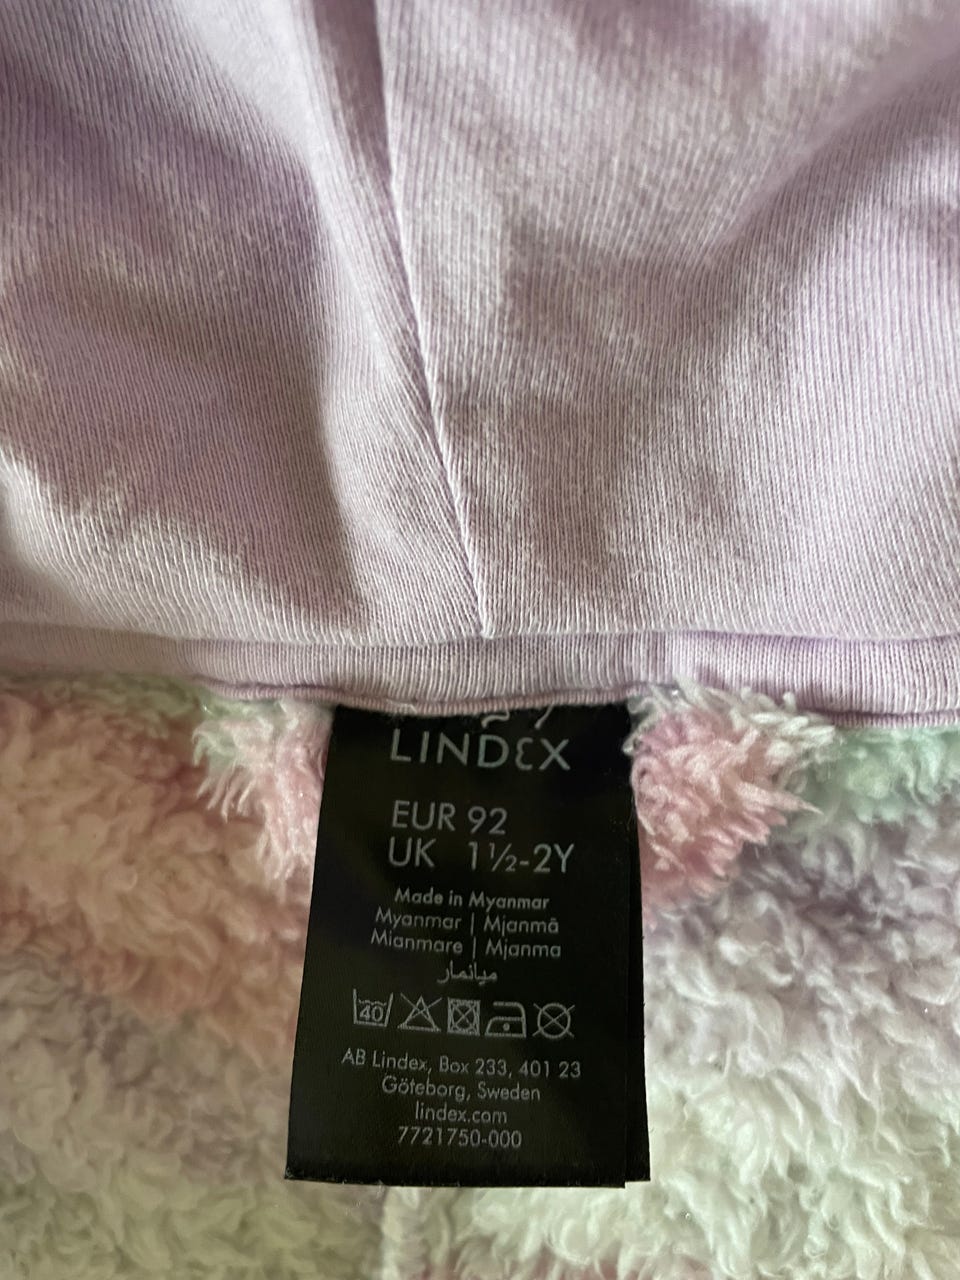 LINDEX
EUR 92
UK 1½-2Y
Made in Myanmar
Myanmar | Mjanmā
Mianmare | Mjanma
ميانمار
40
AB Lindex, Box 233, 401 23
Göteborg, Sweden
lindex.com
7721750-000